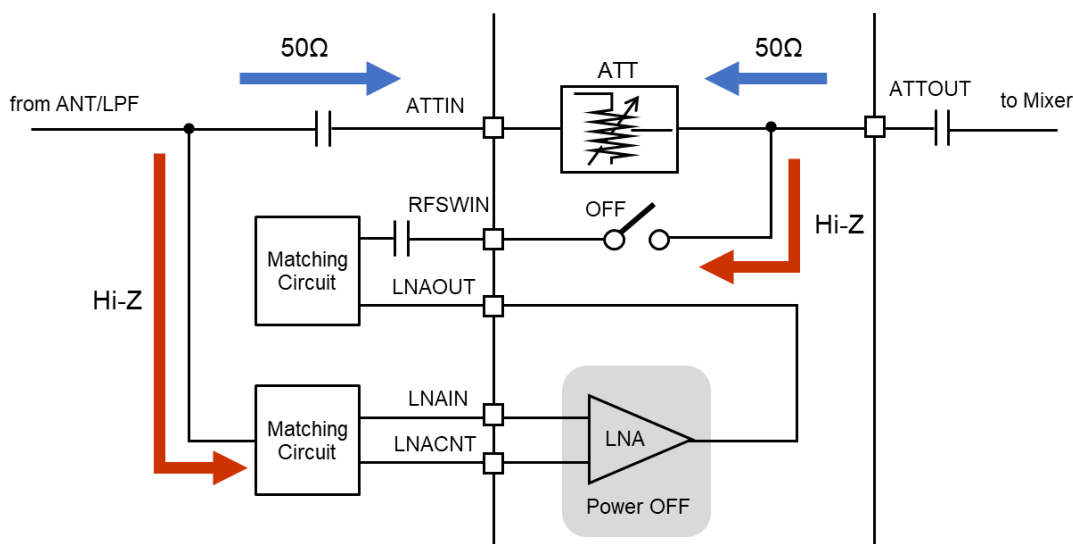 50Ω
50Ω
ATT
from ANT/LPF
ATTIN
ATTOUT
to Mixer
RFSWIN
OFF
Hi-Z
Matching
Circuit
LNAOUT
Hi-Z
LNAIN
Matching
Circuit
LNACNT
LNA
Power OFF